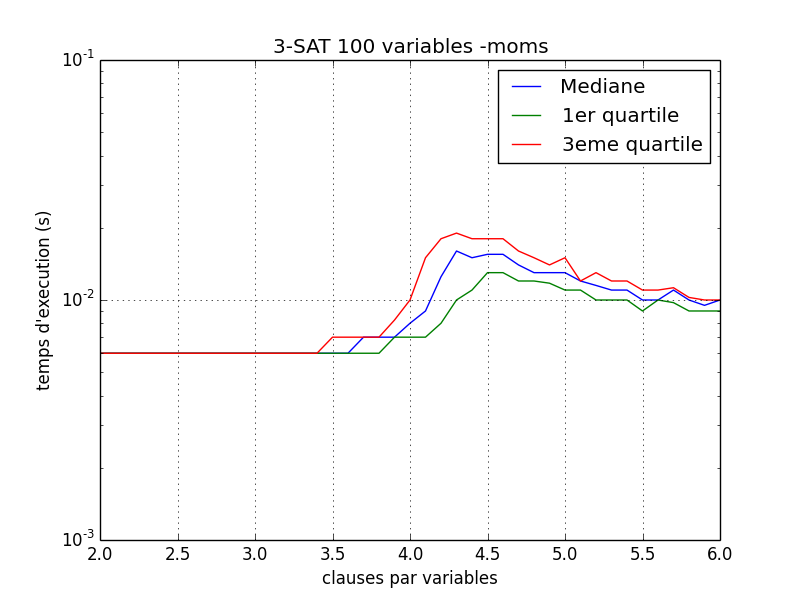 3-SAT 100 variables -moms
Mediane
1er quartile
3eme quartile
temps d'execution (s)
10^-1
10^-2
10^-3
2.0 2.5 3.0 3.5 4.0 4.5 5.0 5.5 6.0
clauses par variables